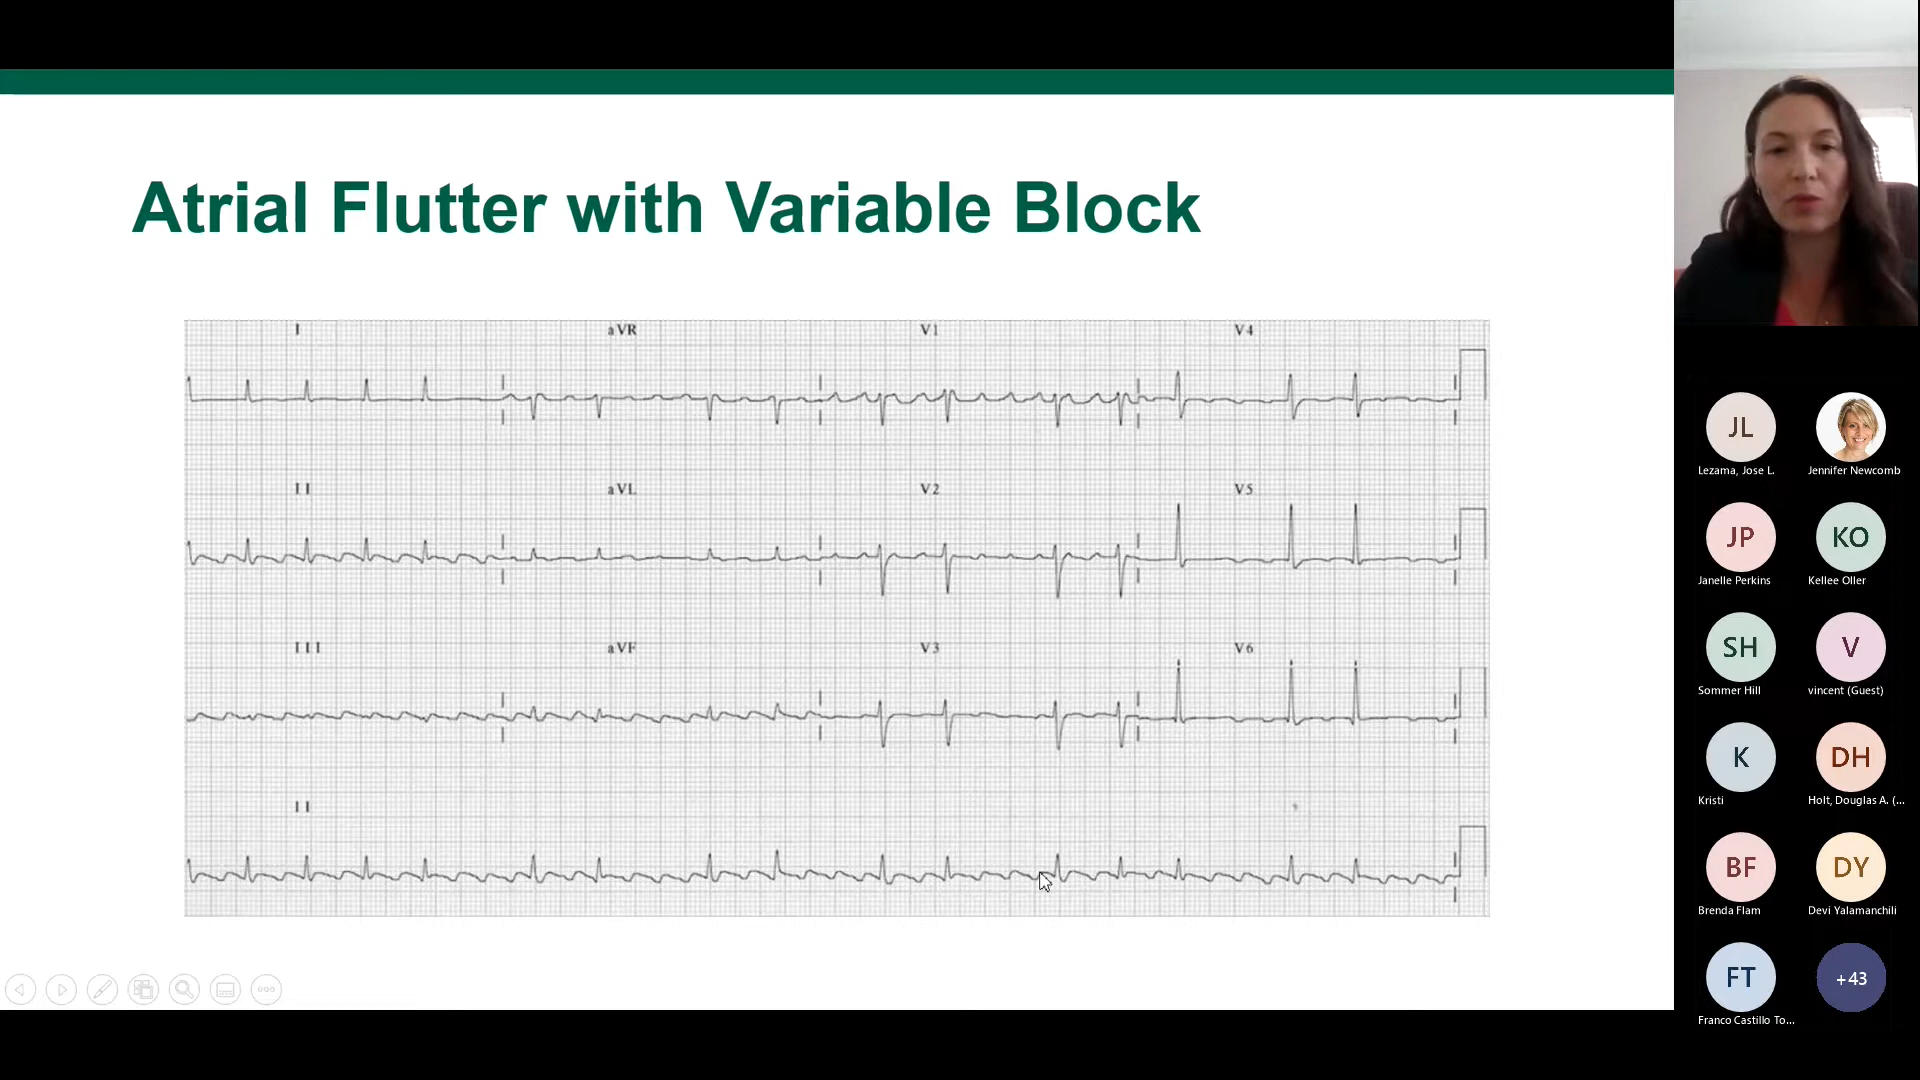 Atrial Flutter with Variable Block
I aVR V1 V4
II aVL V2 V5
III aVF V3 V6
II
JL
Lezama, Jose L.
Jennifer Newcomb
JP KO
Janelle Perkins Kellee Oller
SH V
Sommer Hill vincent (Guest)
K DH
Kristi Holt, Douglas A. (...
BF DY
Brenda Flam Devi Yalamanchili
FT +43
Franco Castillo To...